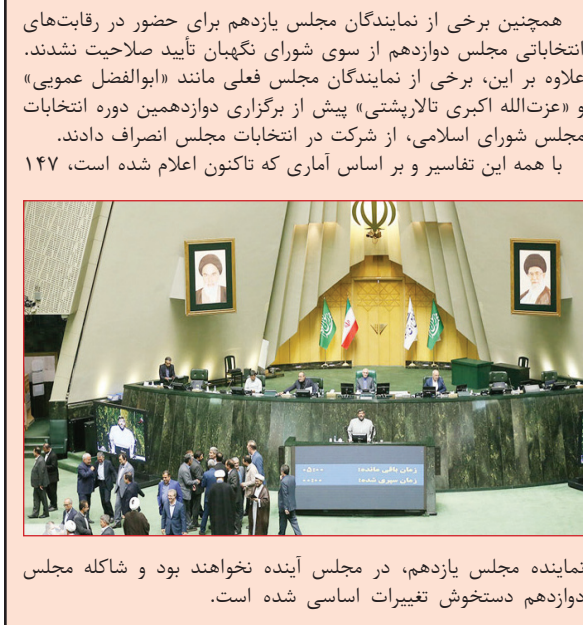 همچنین برخی از نمایندگان مجلس یازدهم برای حضور در رقابت‌های
انتخاباتی مجلس دوازدهم از سوی شورای نگهبان تأیید صلاحیت نشدند.
علاوه بر این، برخی از نمایندگان مجلس فعلی مانند «ابوالفضل عمویی»
و «عزت‌الله اکبری تالارپشتی» پیش از برگزاری دوازدهمین دوره انتخابات
مجلس شورای اسلامی، از شرکت در انتخابات مجلس انصراف دادند.
با همه این تفاسیر و بر اساس آماری که تاکنون اعلام شده است، ۱۴۷
زمان باقی مانده: ۰۵:۰۰
زمان سپری شده: ۰۰:۰۰
نماینده مجلس یازدهم، در مجلس آینده نخواهند بود و شاکله مجلس
دوازدهم دستخوش تغییرات اساسی شده است.